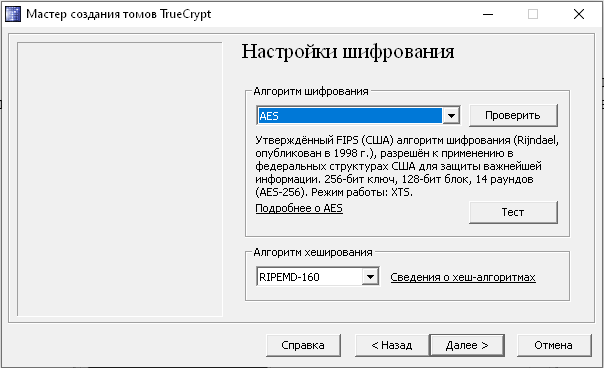 Мастер создания томов TrueCrypt
Настройки шифрования
Алгоритм шифрования
AES
Проверить
Утверждённый FIPS (США) алгоритм шифрования (Rijndael,
опубликован в 1998 г.), разрешён к применению в
федеральных структурах США для защиты важнейшей
информации. 256-бит ключ, 128-бит блок, 14 раундов
(AES-256). Режим работы: XTS.
Подробнее о AES
Тест
Алгоритм хеширования
RIPEMD-160
Сведения о хеш-алгоритмах
Справка
< Назад
Далее >
Отмена